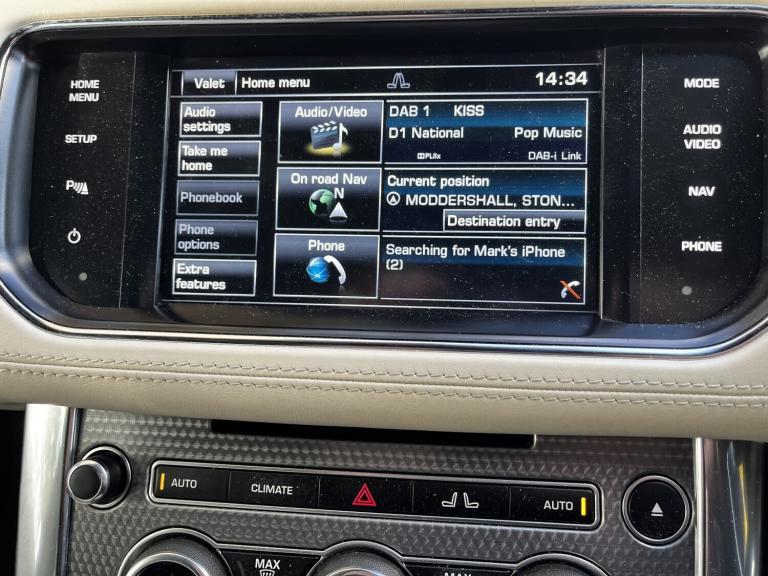 HOME
MENU
SETUP
Valet
Home menu
14:34
Audio
settings
Take me
home
Phonebook
Phone
options
Extra
features
Audio/Video
On road Nav
N
Phone
DAB 1 KISS
D1 National Pop Music
DAB-i Link
Current position
MODDERSHALL, STON...
Destination entry
Searching for Mark's iPhone
(2)
MODE
AUDIO
VIDEO
NAV
PHONE
AUTO
CLIMATE
AUTO
MAX
MAX